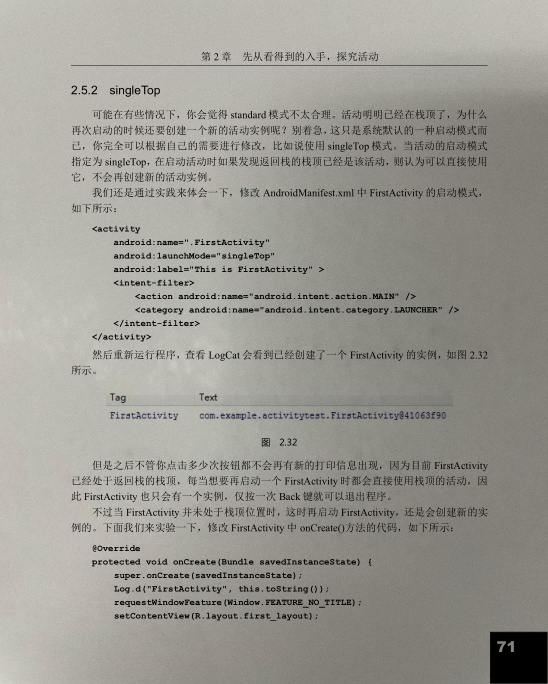 第 2 章 先从看得到的入手，探究活动
2.5.2 singleTop
可能在有些情况下，你会觉得 standard 模式不太合理。活动明明已经在栈顶了，为什么
再次启动的时候还要创建一个新的活动实例呢？别着急，这只是系统默认的一种启动模式而
已，你完全可以根据自己的需要进行修改，比如说使用 singleTop 模式。当活动的启动模式
指定为 singleTop，在启动活动时如果发现返回栈的栈顶已经是该活动，则认为可以直接使用
它，不会再创建新的活动实例。
我们还是通过实践来体会一下，修改 AndroidManifest.xml 中 FirstActivity 的启动模式，
如下所示：
<activity
android:name=".FirstActivity"
android:launchMode="singleTop"
android:label="This is FirstActivity" >
<intent-filter>
<action android:name="android.intent.action.MAIN" />
<category android:name="android.intent.category.LAUNCHER" />
</intent-filter>
</activity>
然后重新运行程序，查看 LogCat 会看到已经创建了一个 FirstActivity 的实例，如图 2.32
所示。
Tag Text
FirstActivity com.example.activitytest.FirstActivity@41063f90
图 2.32
但是之后不管你点击多少次按钮都不会再有新的打印信息出现，因为目前 FirstActivity
已经处于返回栈的栈顶，每当想要再启动一个 FirstActivity 时都会直接使用栈顶的活动，因
此 FirstActivity 也只会有一个实例，仅按一次 Back 键就可以退出程序。
不过当 FirstActivity 并未处于栈顶位置时，这时再启动 FirstActivity，还是会创建新的实
例的。下面我们来实验一下，修改 FirstActivity 中 onCreate()方法的代码，如下所示：
@Override
protected void onCreate(Bundle savedInstanceState) {
super.onCreate(savedInstanceState);
Log.d("FirstActivity", this.toString());
requestWindowFeature(Window.FEATURE_NO_TITLE);
setContentView(R.layout.first_layout);
71